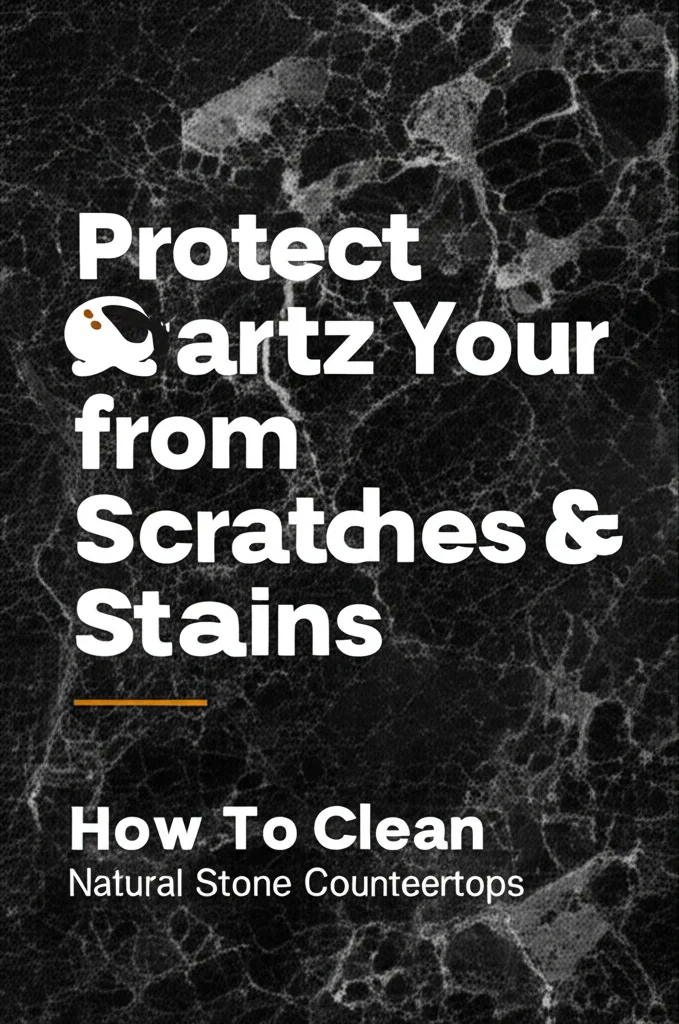 Protect
artz Your
from
Scratches &
Stains
How To Clean
Natural Stone Counteertops